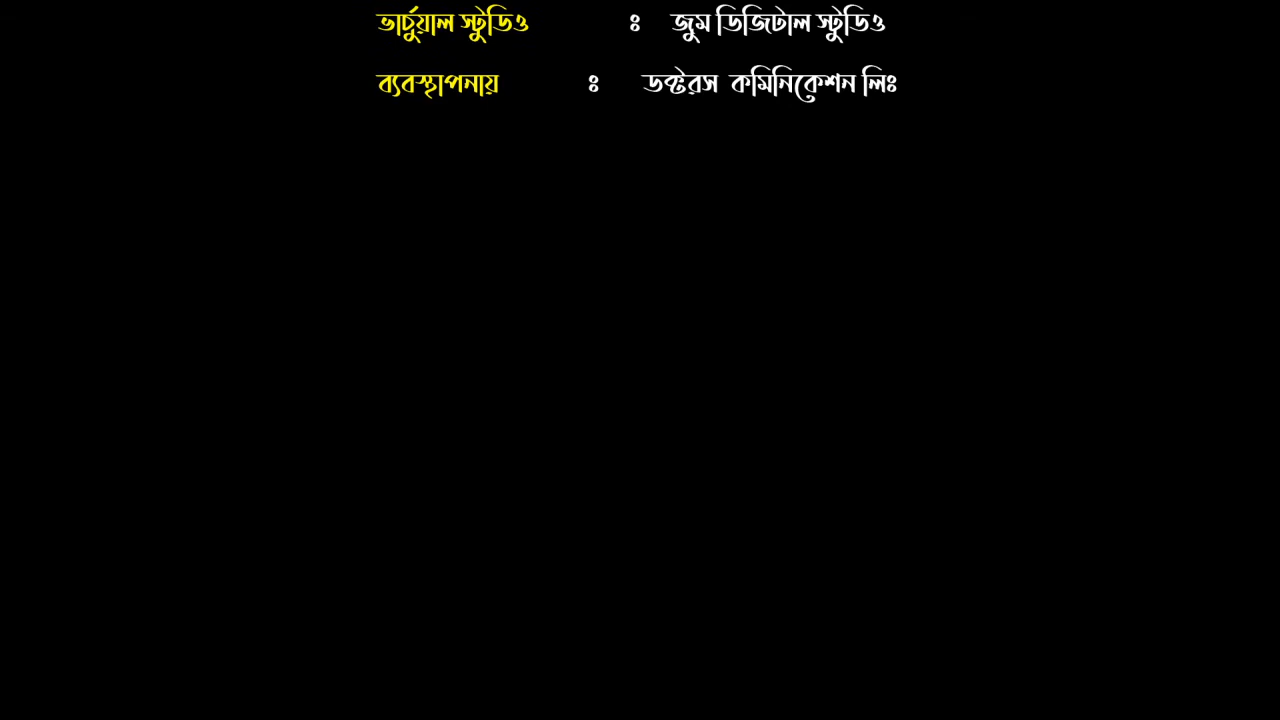 ভার্চুয়াল স্টুডিও ঃ জুম ডিজিটাল স্টুডিও
ব্যবস্থাপনায় ঃ ডক্টরস কমিনিকেশন লিঃ